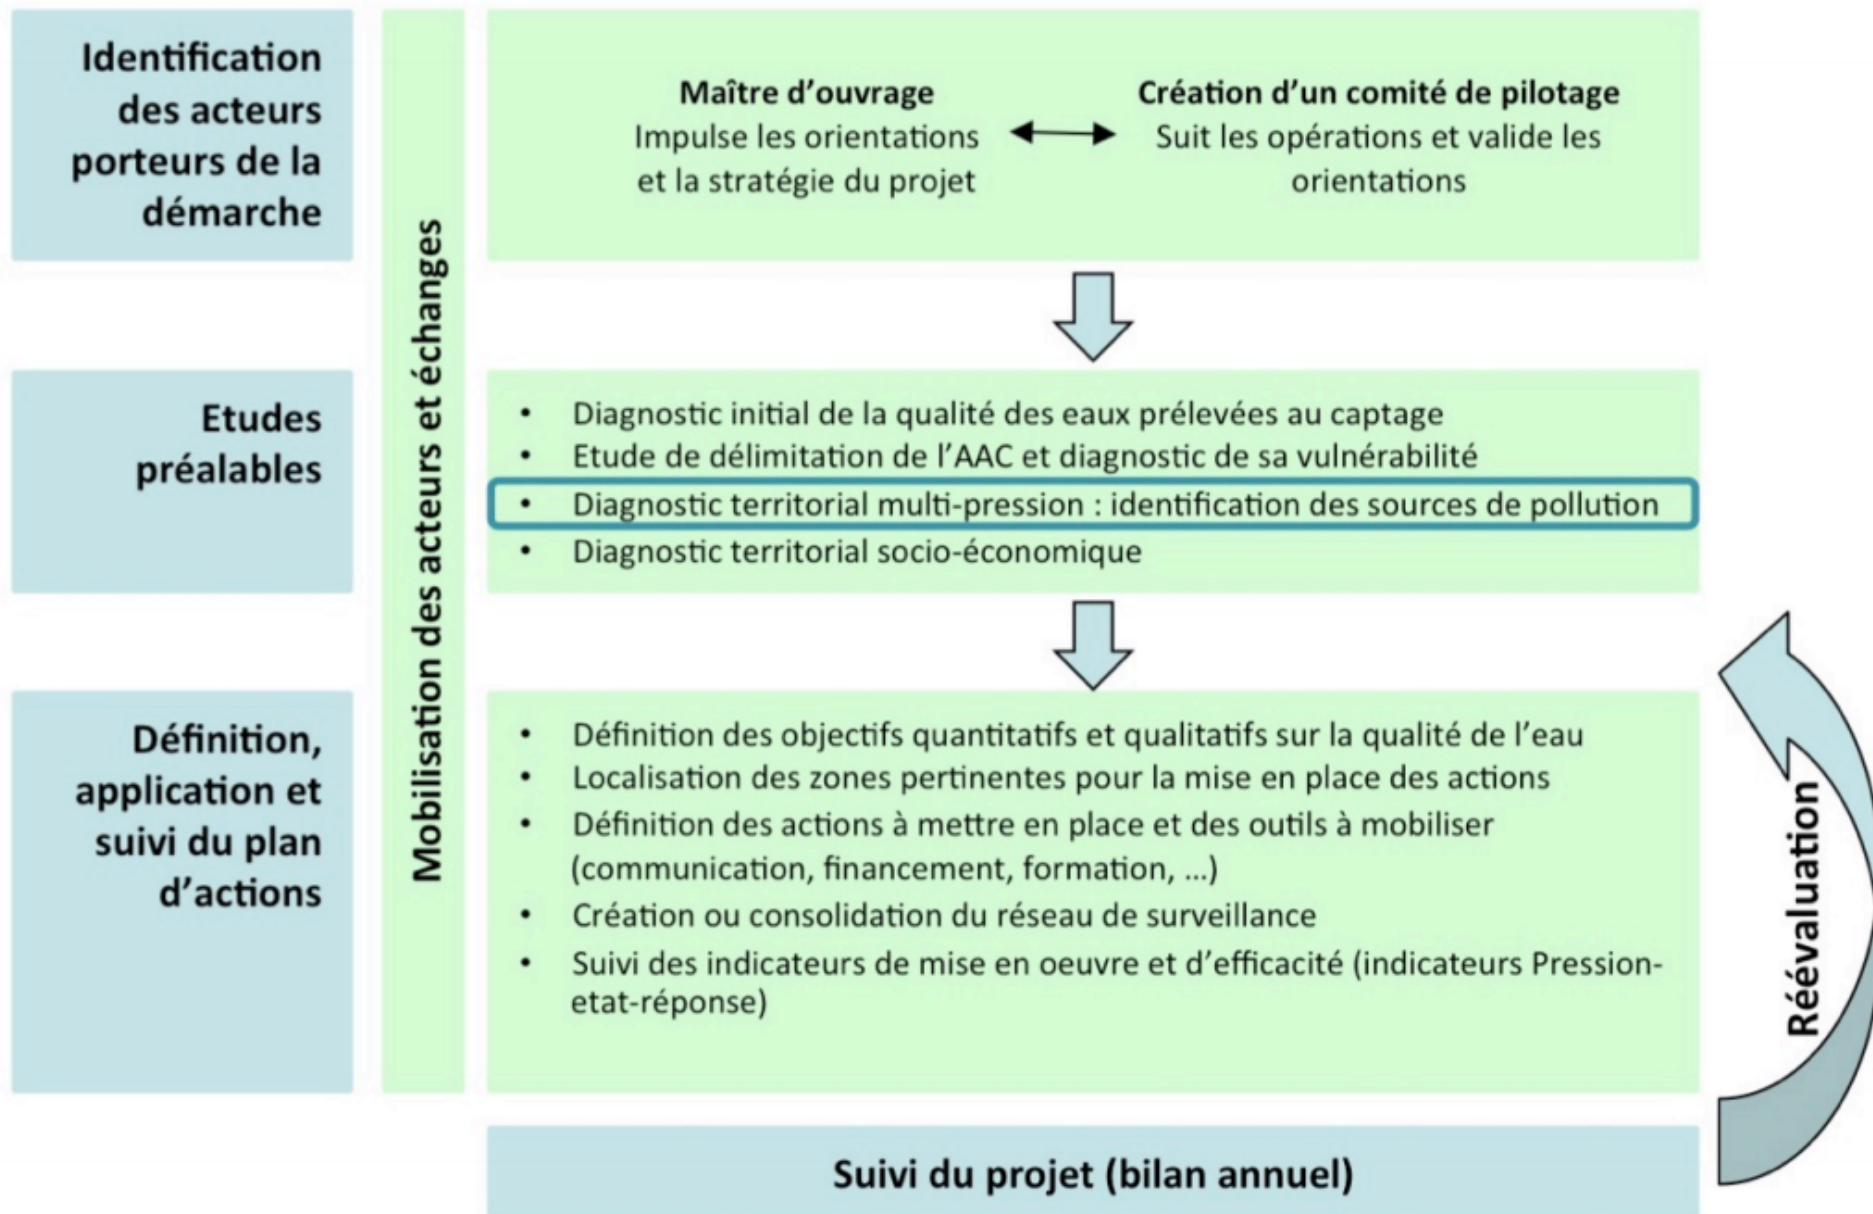 Identification
des acteurs
porteurs de la
démarche
Mobilisation des acteurs et échanges
Maître d'ouvrage
Impulse les orientations
et la stratégie du projet
Création d'un comité de pilotage
Suit les opérations et valide les
orientations
Etudes
préalables
• Diagnostic initial de la qualité des eaux prélevées au captage
• Etude de délimitation de l'AAC et diagnostic de sa vulnérabilité
• Diagnostic territorial multi-pression : identification des sources de pollution
• Diagnostic territorial socio-économique
Définition,
application et
suivi du plan
d'actions
• Définition des objectifs quantitatifs et qualitatifs sur la qualité de l'eau
• Localisation des zones pertinentes pour la mise en place des actions
• Définition des actions à mettre en place et des outils à mobiliser
(communication, financement, formation, ...)
• Création ou consolidation du réseau de surveillance
• Suivi des indicateurs de mise en oeuvre et d'efficacité (indicateurs Pression-
etat-réponse)
Réévaluation
Suivi du projet (bilan annuel)